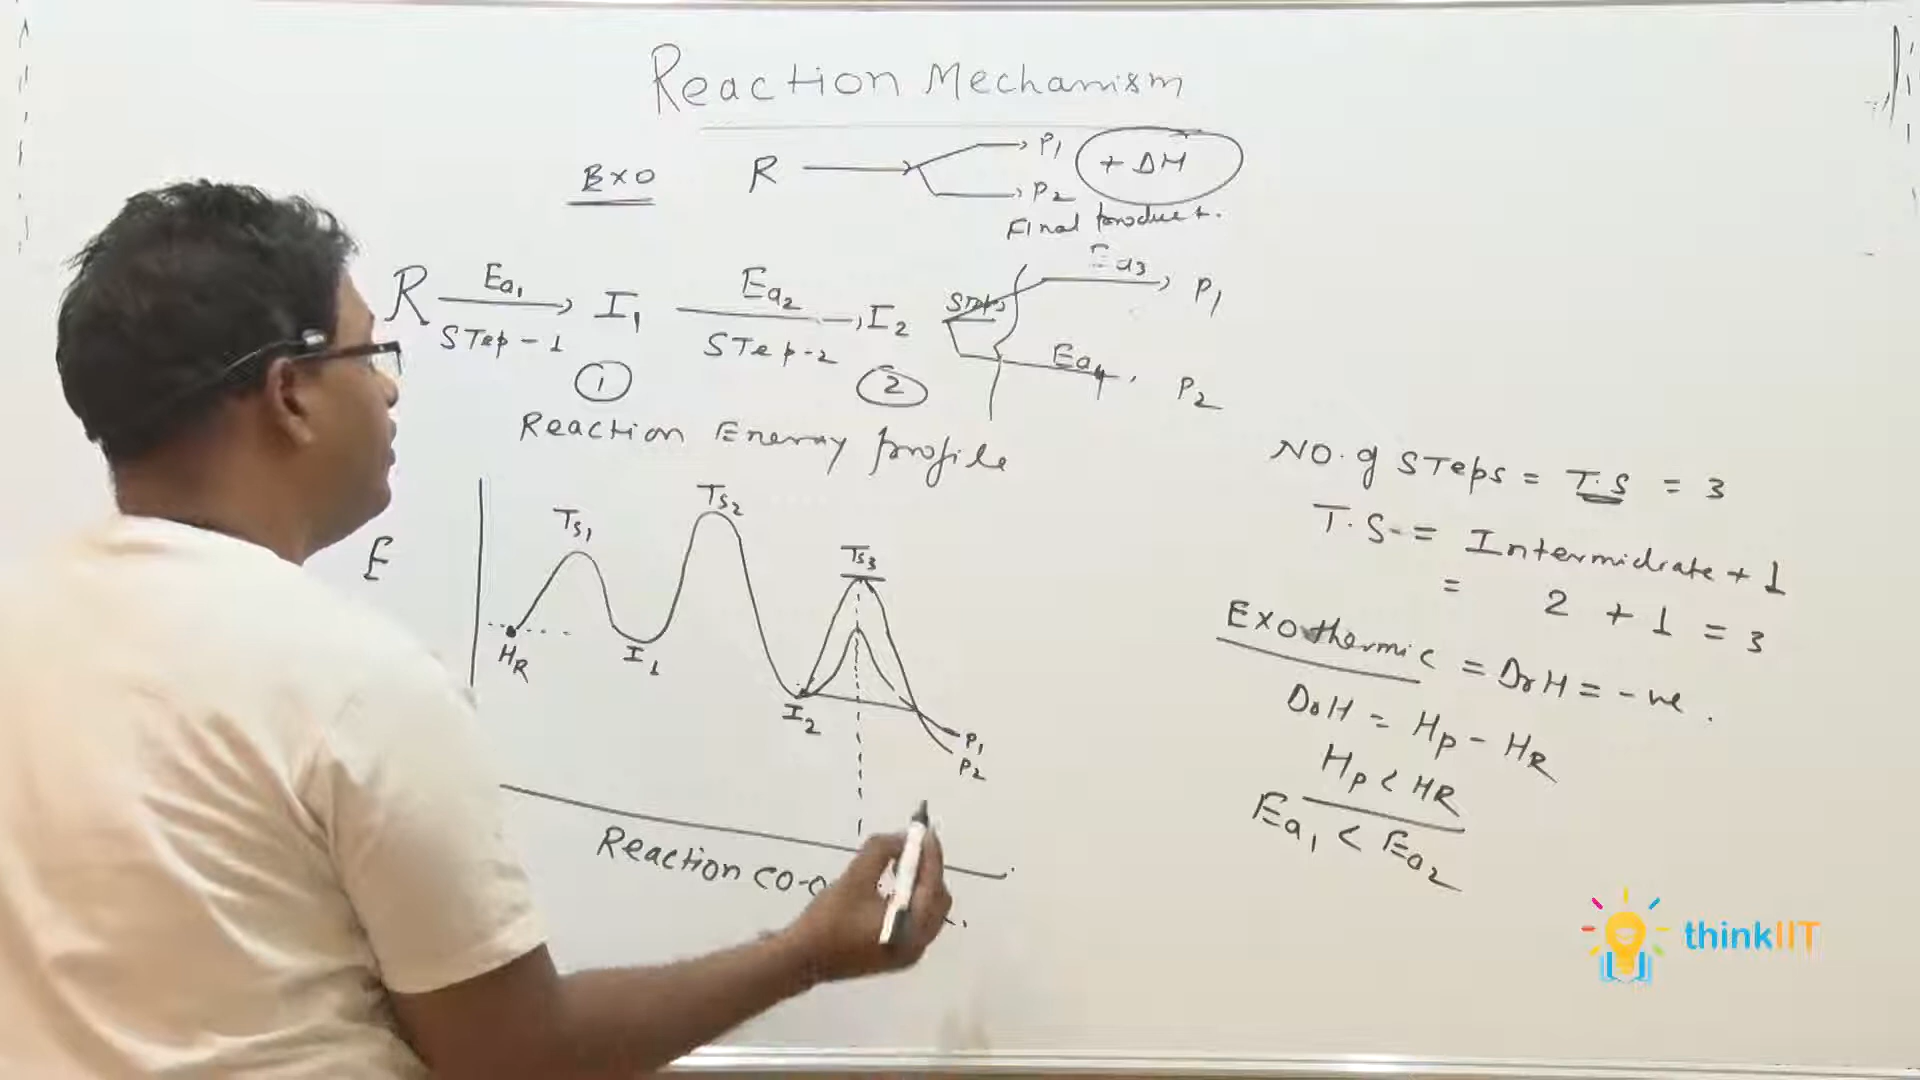 Reaction Mechanism
EXO R P1 + ΔH
P2
Final product.
R Ea1 I1 Ea2 I2 Steps Ea3 P1
STep-1 STep-2 Ea4 P2
1 2
Reaction Energy profile
E
TS1 TS2 TS3
HR I1 I2
P1
P2
Reaction co-o
NO. of STeps = T.S = 3
T.S. = Intermidiate + 1
= 2 + 1 = 3
Exothermic = ΔrH = -ve.
ΔrH = Hp - HR
Hp < HR
Ea1 < Ea2
thinkIIT